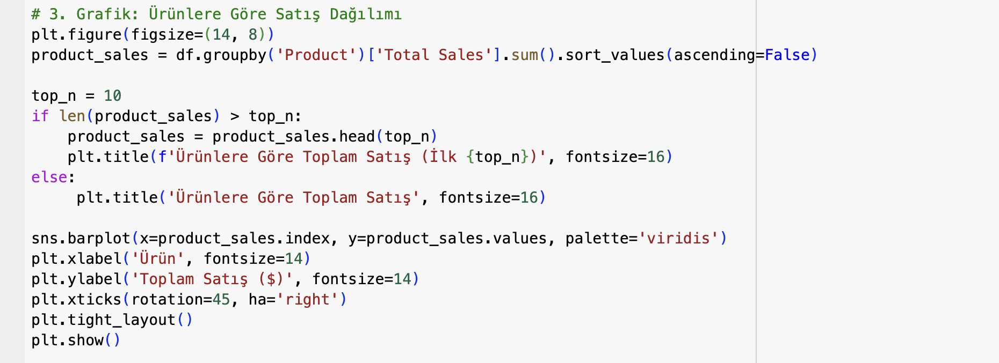 # 3. Grafik: Ürünlere Göre Satış Dağılımı
plt.figure(figsize=(14, 8))
product_sales = df.groupby('Product')['Total Sales'].sum().sort_values(ascending=False)
top_n = 10
if len(product_sales) > top_n:
    product_sales = product_sales.head(top_n)
    plt.title(f'Ürünlere Göre Toplam Satış (İlk {top_n})', fontsize=16)
else:
     plt.title('Ürünlere Göre Toplam Satış', fontsize=16)
sns.barplot(x=product_sales.index, y=product_sales.values, palette='viridis')
plt.xlabel('Ürün', fontsize=14)
plt.ylabel('Toplam Satış ($)', fontsize=14)
plt.xticks(rotation=45, ha='right')
plt.tight_layout()
plt.show()